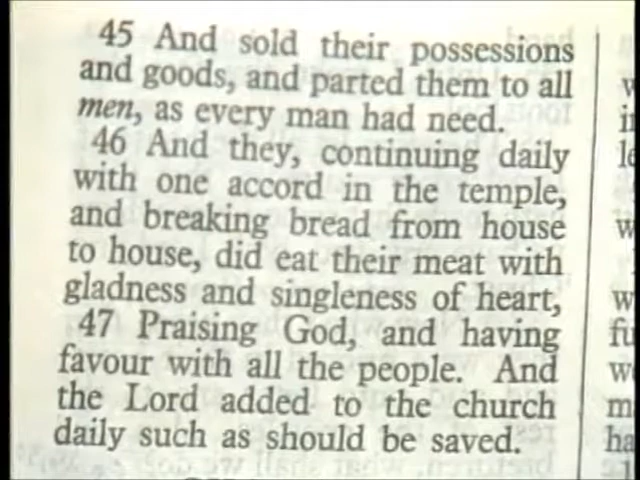 45 And sold their possessions
and goods, and parted them to all
men, as every man had need.
46 And they, continuing daily
with one accord in the temple,
and breaking bread from house
to house, did eat their meat with
gladness and singleness of heart,
47 Praising God, and having
favour with all the people. And
the Lord added to the church
daily such as should be saved.